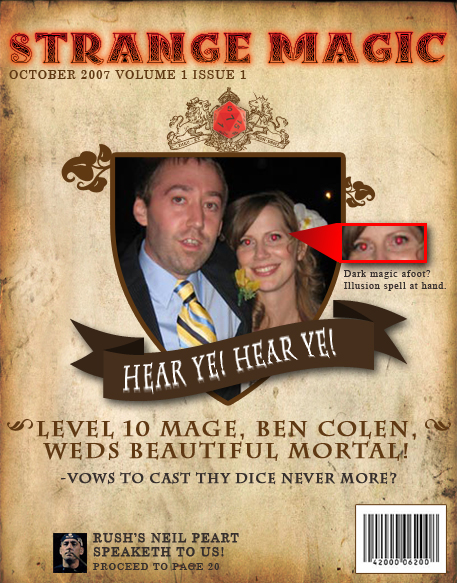 STRANGE MAGIC
OCTOBER 2007 VOLUME 1 ISSUE 1
Dark magic afoot?
Illusion spell at hand.
HEAR YE! HEAR YE!
LEVEL 10 MAGE, BEN COLEN,
WEDS BEAUTIFUL MORTAL!
-VOWS TO CAST THY DICE NEVER MORE?
RUSH'S NEIL PEART
SPEAKETH TO US!
PROCEED TO PAGE 20
42000 06200